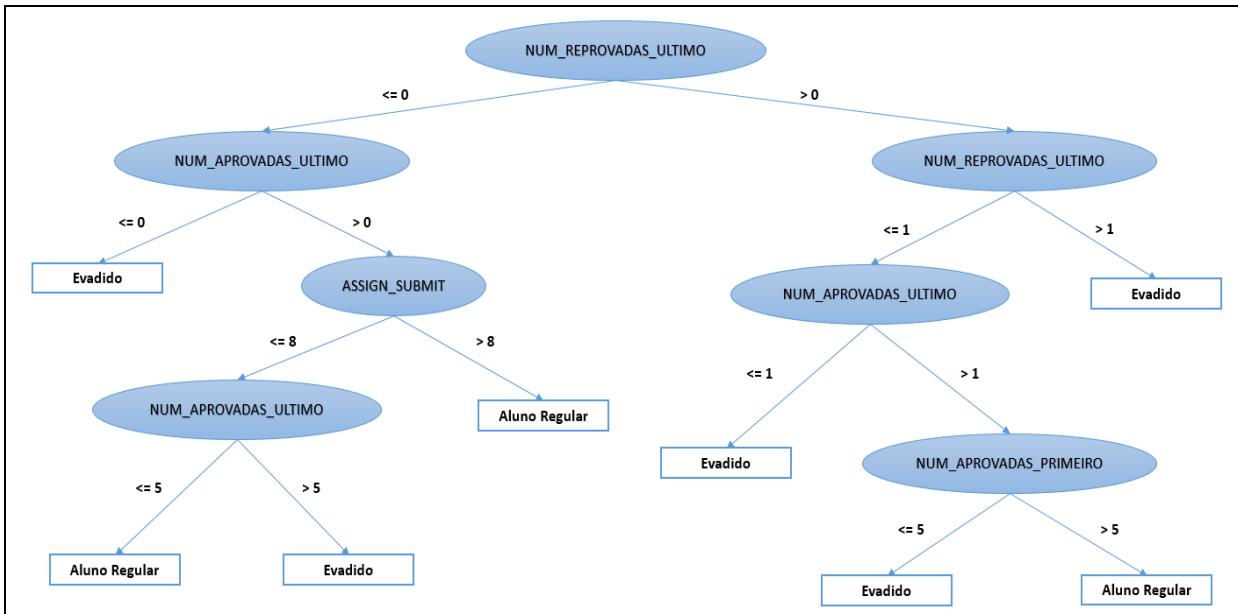 NUM_REPROVADAS_ULTIMO
<= 0
> 0
NUM_APROVADAS_ULTIMO
NUM_REPROVADAS_ULTIMO
<= 0
> 0
<= 1
> 1
Evadido
ASSIGN_SUBMIT
NUM_APROVADAS_ULTIMO
Evadido
<= 8
> 8
<= 1
> 1
NUM_APROVADAS_ULTIMO
Aluno Regular
Evadido
NUM_APROVADAS_PRIMEIRO
<= 5
> 5
<= 5
> 5
Aluno Regular
Evadido
Evadido
Aluno Regular